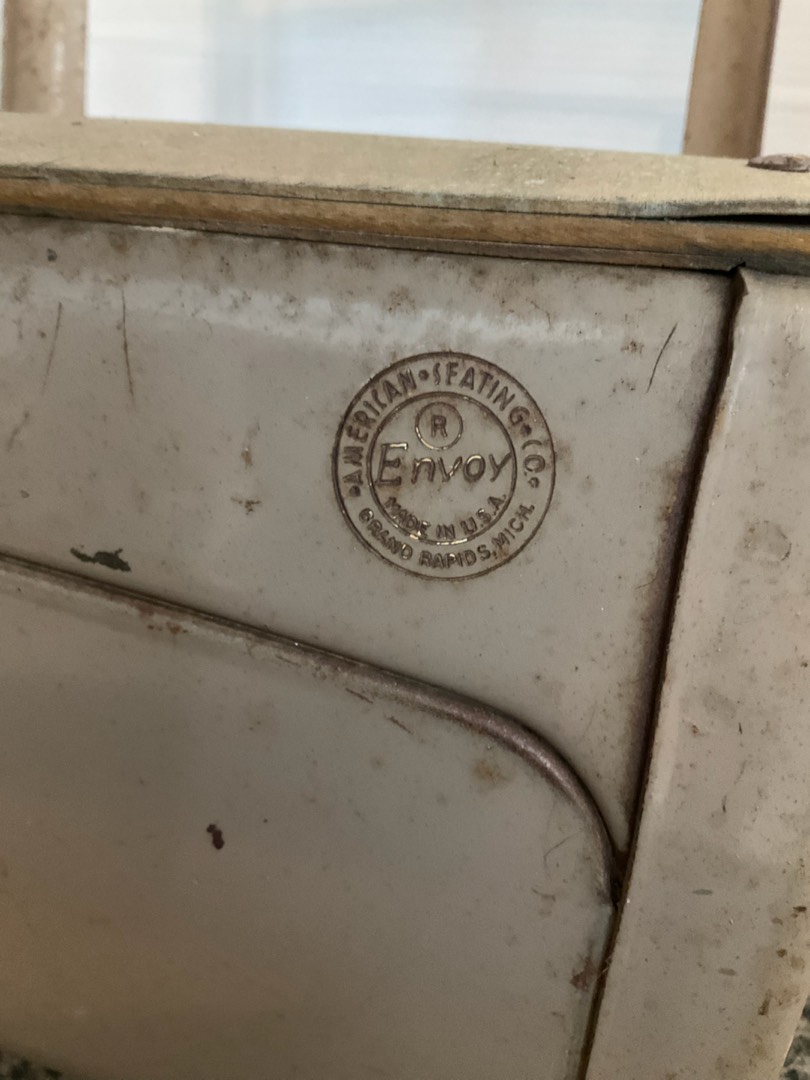 •AMERICAN•SEATING•CO.•
®
Envoy
MADE IN U.S.A.
GRAND RAPIDS, MICH.